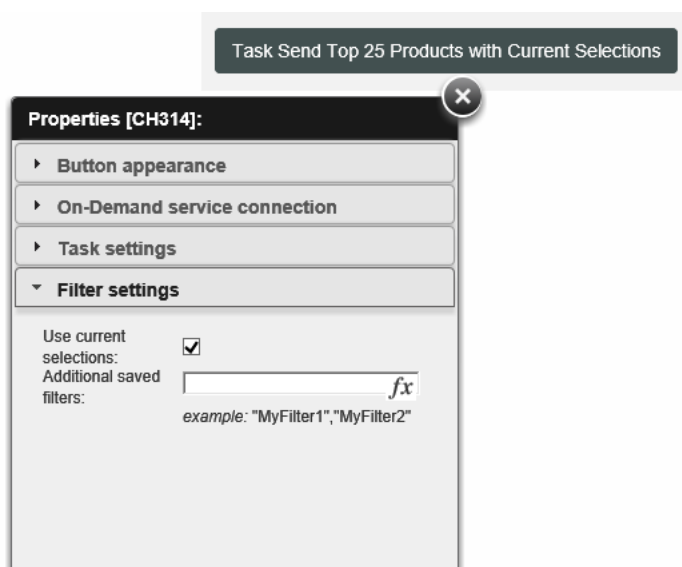 Task Send Top 25 Products with Current Selections
Properties [CH314]:
Button appearance
On-Demand service connection
Task settings
Filter settings
Use current
selections:
Additional saved
filters:
fx
example: "MyFilter1","MyFilter2"